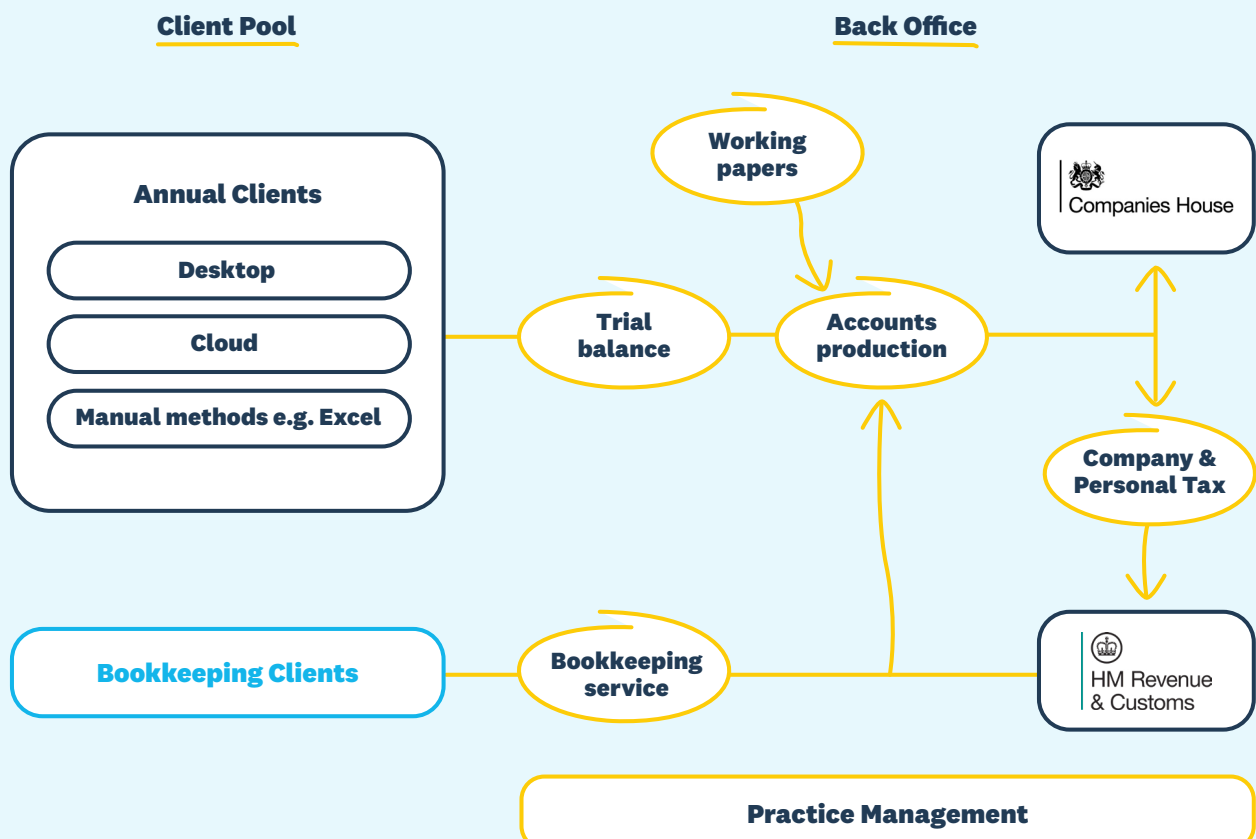 Client Pool
Back Office
Annual Clients
Desktop
Cloud
Manual methods e.g. Excel
Working
papers
Companies House
Trial
balance
Accounts
production
Company &
Personal Tax
Bookkeeping Clients
Bookkeeping
service
HM Revenue
& Customs
Practice Management